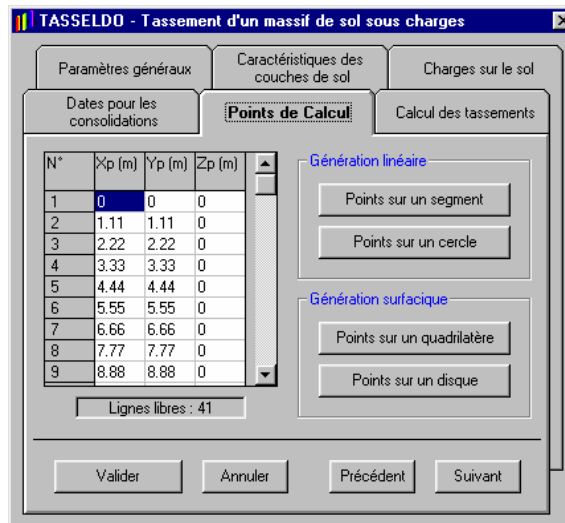 TASSELDO - Tassement d'un massif de sol sous charges
Paramètres généraux
Caractéristiques des
couches de sol
Charges sur le sol
Dates pour les
consolidations
Points de Calcul
Calcul des tassements
N° Xp (m) Yp (m) Zp (m)
1 0 0 0
2 1.11 1.11 0
3 2.22 2.22 0
4 3.33 3.33 0
5 4.44 4.44 0
6 5.55 5.55 0
7 6.66 6.66 0
8 7.77 7.77 0
9 8.88 8.88 0
Lignes libres : 41
Génération linéaire
Points sur un segment
Points sur un cercle
Génération surfacique
Points sur un quadrilatère
Points sur un disque
Valider Annuler Précédent Suivant